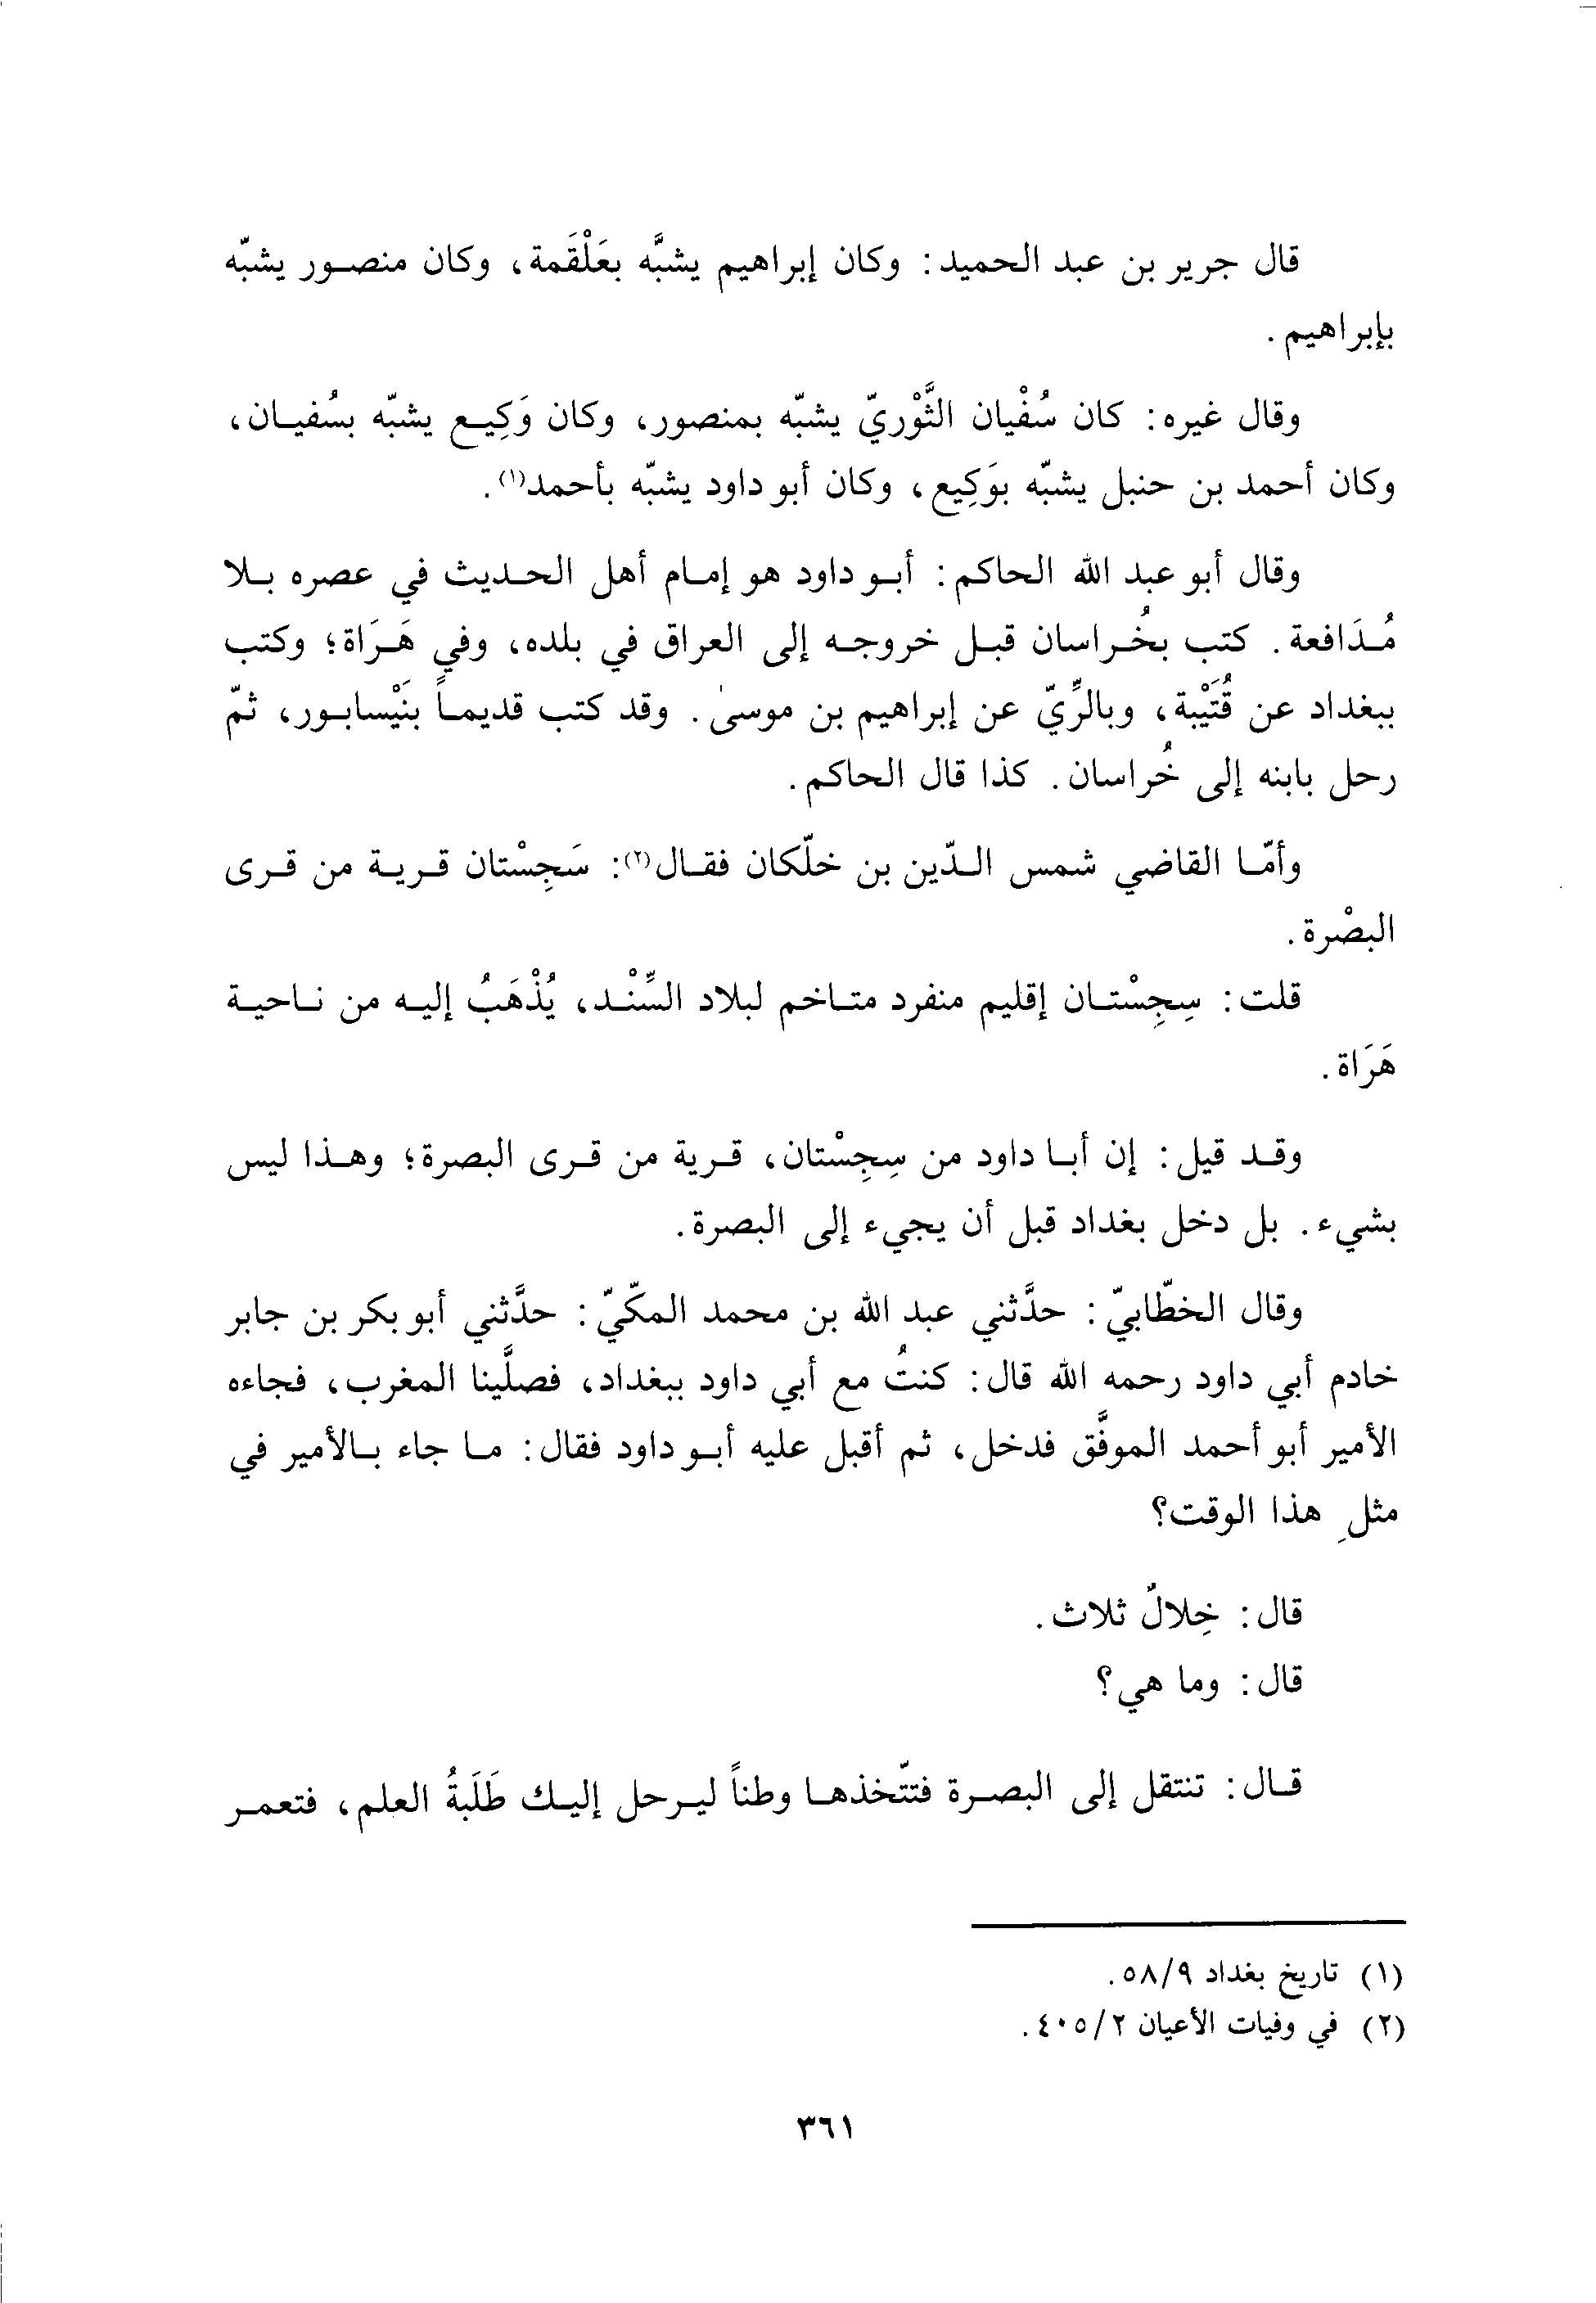 قال جرير بن عبد الحميد: وكان إبراهيم يشبَّه بعَلْقَمة، وكان منصور يشبّه
بإبراهيم.
وقال غيره: كان سُفْيان الثَّوْريّ يشبّه بمنصور، وكان وَكِيع يشبّه بسُفيان،
وكان أحمد بن حنبل يشبّه بوَكِيع، وكان أبو داود يشبّه بأحمد(١).
وقال أبو عبد الله الحاكم: أبو داود هو إمام أهل الحديث في عصره بلا
مُدَافعة. كتب بخُراسان قبل خروجه إلى العراق في بلده، وفي هَرَاة؛ وكتب
ببغداد عن قُتَيْبة، وبالرِّيّ عن إبراهيم بن موسىٰ. وقد كتب قديماً بنَيْسابور، ثمّ
رحل بابنه إلى خُراسان. كذا قال الحاكم.
وأمّا القاضي شمس الدّين بن خلّكان فقال(٢): سَجِسْتان قرية من قرى
البصْرة.
قلت: سِجِسْتان إقليم منفرد متاخم لبلاد السِّنْد، يُذْهَبُ إليه من ناحية
هَرَاة.
وقد قيل: إن أبا داود من سِجِسْتان، قرية من قرى البصرة؛ وهذا ليس
بشيء. بل دخل بغداد قبل أن يجيء إلى البصرة.
وقال الخطّابيّ: حدَّثني عبد الله بن محمد المكّيّ: حدَّثني أبو بكر بن جابر
خادم أبي داود رحمه الله قال: كنتُ مع أبي داود ببغداد، فصلَّينا المغرب، فجاءه
الأمير أبو أحمد الموفَّق فدخل، ثم أقبل عليه أبو داود فقال: ما جاء بالأمير في
مثلِ هذا الوقت؟
قال: خِلالٌ ثلاث.
قال: وما هي؟
قال: تنتقل إلى البصرة فتتّخذها وطناً ليرحل إليك طَلَبةُ العلم، فتعمر
(١) تاريخ بغداد ٥٨/٩.
(٢) في وفيات الأعيان ٤٠٥/٢.
٣٦١